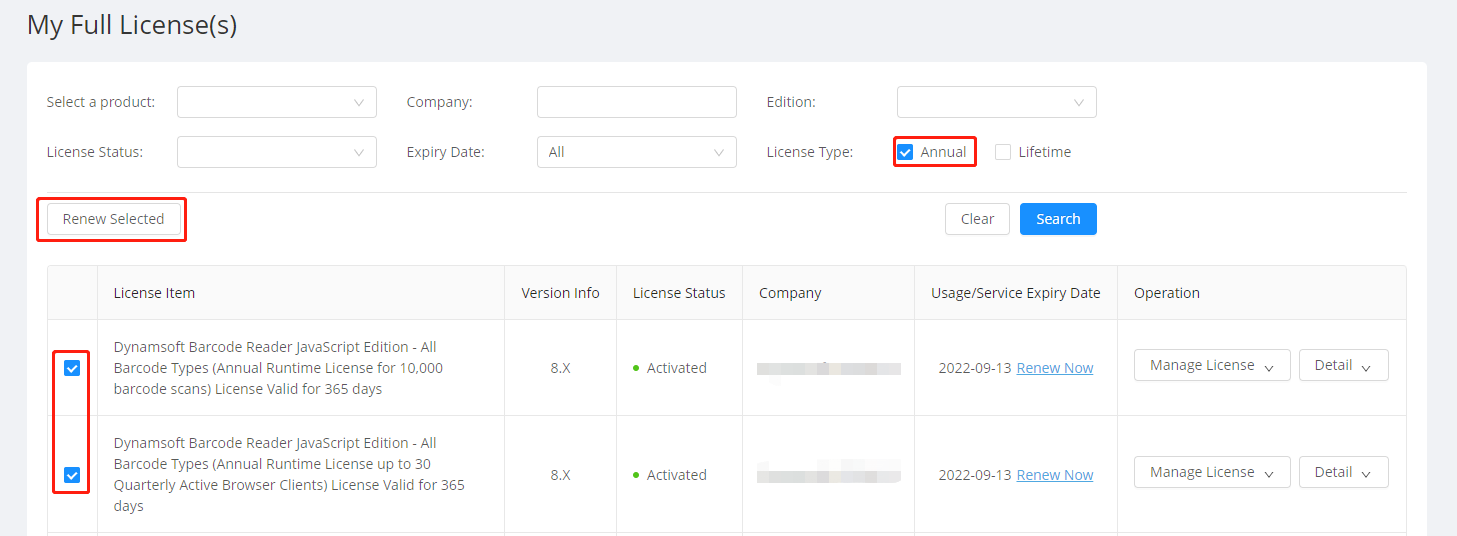 My Full License(s)
Select a product:
Company:
Edition:
License Status:
Expiry Date:
All
License Type:
Annual
Lifetime
Renew Selected
Clear
Search
License Item
Version Info
License Status
Company
Usage/Service Expiry Date
Operation
Dynamsoft Barcode Reader JavaScript Edition - All
Barcode Types (Annual Runtime License for 10,000
barcode scans) License Valid for 365 days
8.X
Activated
2022-09-13 Renew Now
Manage License
Detail
Dynamsoft Barcode Reader JavaScript Edition - All
Barcode Types (Annual Runtime License up to 30
Quarterly Active Browser Clients) License Valid for 365
days
8.X
Activated
2022-09-13 Renew Now
Manage License
Detail